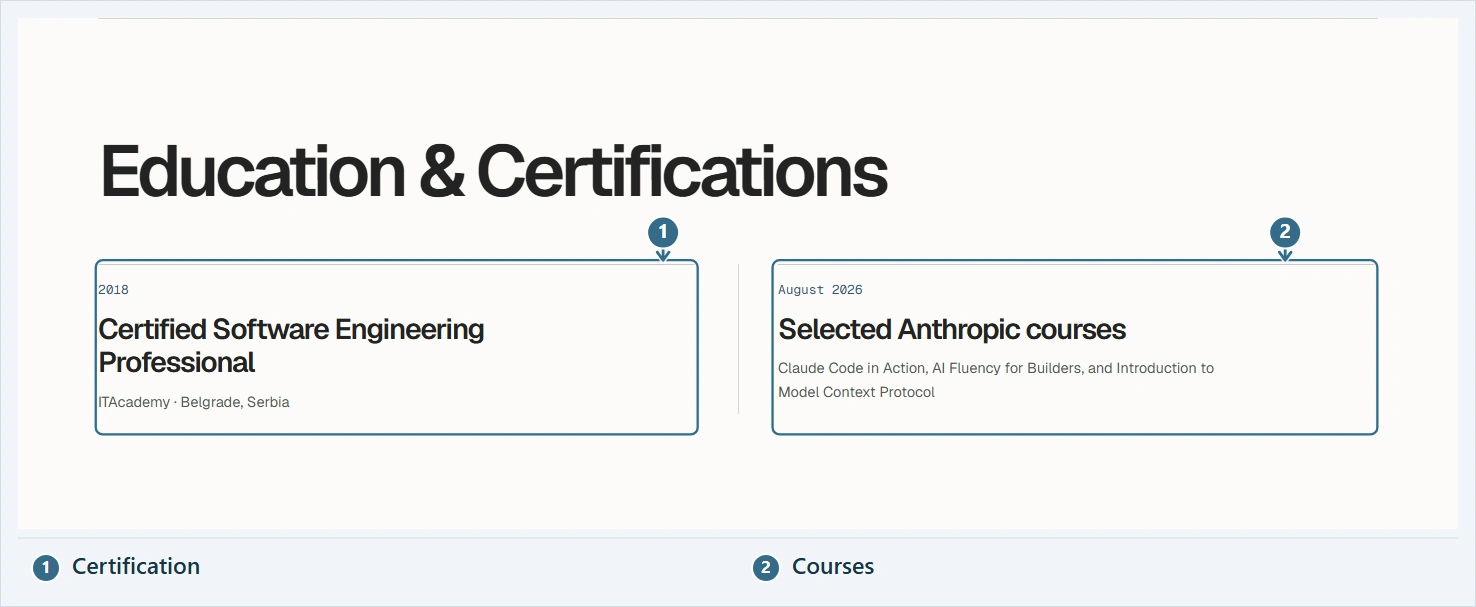 Education & Certifications
1
2
2018
Certified Software Engineering
Professional
ITAcademy · Belgrade, Serbia
August 2026
Selected Anthropic courses
Claude Code in Action, AI Fluency for Builders, and Introduction to
Model Context Protocol
1 Certification
2 Courses